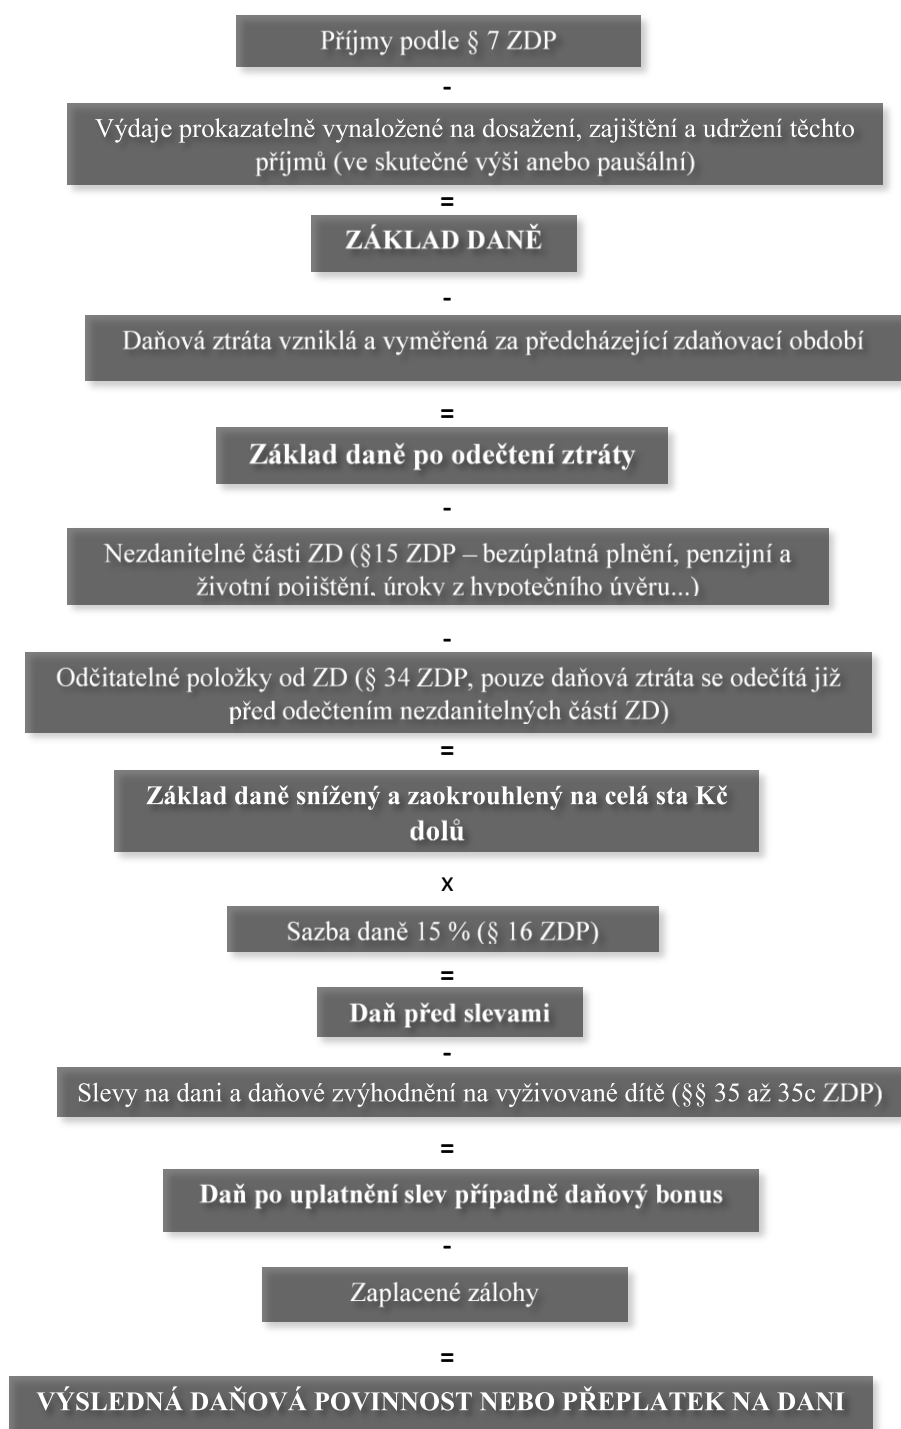 Příjmy podle § 7 ZDP
-
Výdaje prokazatelně vynaložené na dosažení, zajištění a udržení těchto
příjmů (ve skutečné výši anebo paušální)
=
ZÁKLAD DANĚ
-
Daňová ztráta vzniklá a vyměřená za předcházející zdaňovací období
=
Základ daně po odečtení ztráty
-
Nezdanitelné části ZD (§15 ZDP – bezúplatná plnění, penzijní a
životní pojištění, úroky z hypotečního úvěru...)
-
Odčitatelné položky od ZD (§ 34 ZDP, pouze daňová ztráta se odečítá již
před odečtením nezdanitelných částí ZD)
=
Základ daně snížený a zaokrouhlený na celá sta Kč
dolů
x
Sazba daně 15 % (§ 16 ZDP)
=
Daň před slevami
-
Slevy na dani a daňové zvýhodnění na vyživované dítě (§§ 35 až 35c ZDP)
=
Daň po uplatnění slev případně daňový bonus
-
Zaplacené zálohy
=
VÝSLEDNÁ DAŇOVÁ POVINNOST NEBO PŘEPLATEK NA DANI